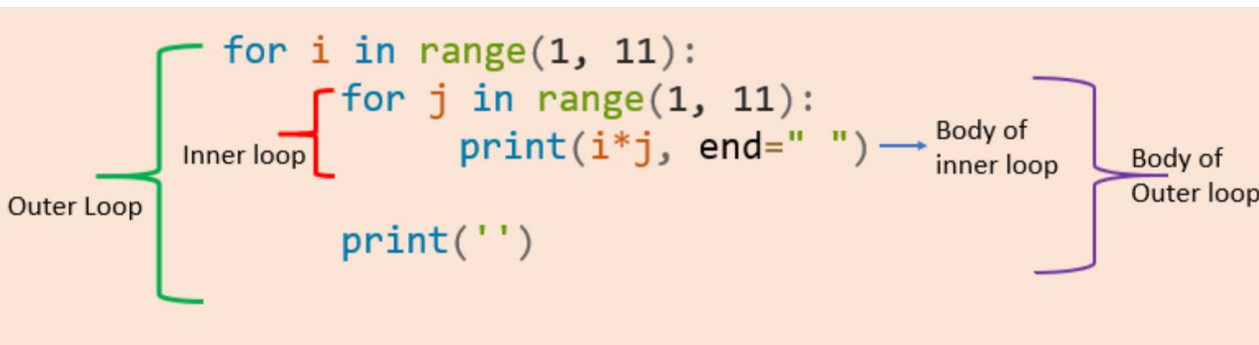 for i in range(1, 11):
for j in range(1, 11):
print(i*j, end=" ")
print('')
Inner loop
Outer Loop
Body of
inner loop
Body of
Outer loop